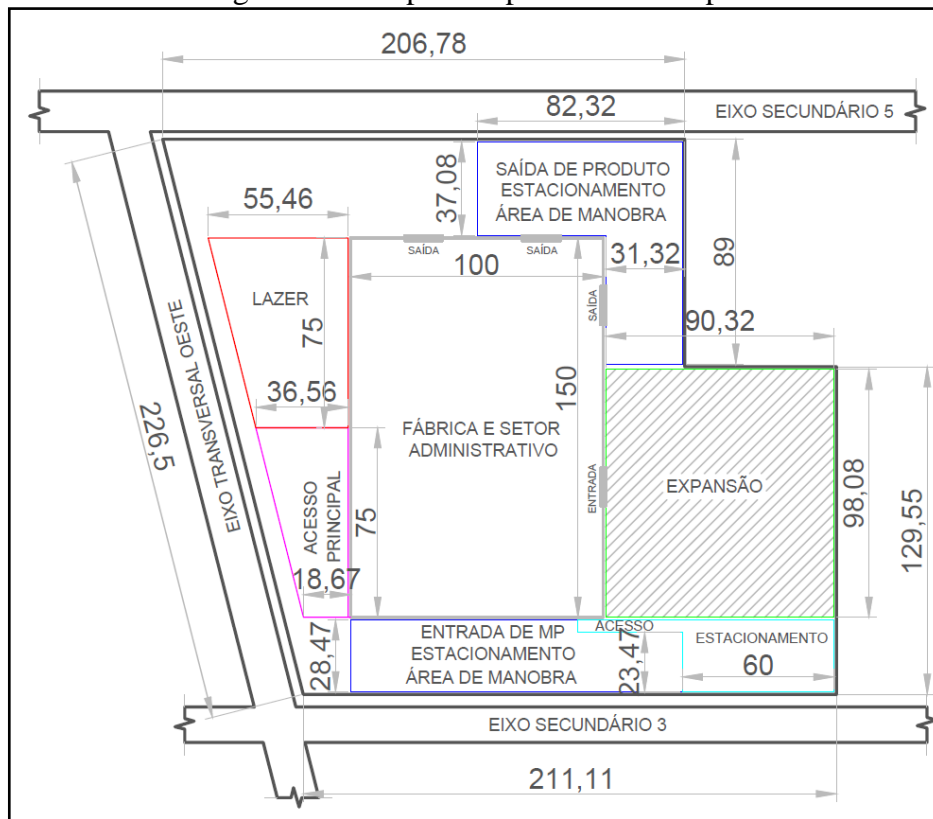 206,78
EIXO SECUNDÁRIO 5
82,32
SAÍDA DE PRODUTO
ESTACIONAMENTO
ÁREA DE MANOBRA
37,08
55,46
SAÍDA
SAÍDA
31,32
89
100
LAZER
75
SAÍDA
90,32
EIXO TRANSVERSAL OESTE
226,5
36,56
150
FÁBRICA E SETOR
ADMINISTRATIVO
ENTRADA
EXPANSÃO
98,08
129,55
ACESSO
PRINCIPAL
75
18,67
28,47
ENTRADA DE MP
ESTACIONAMENTO
ÁREA DE MANOBRA
ACESSO
23,47
ESTACIONAMENTO
60
EIXO SECUNDÁRIO 3
211,11